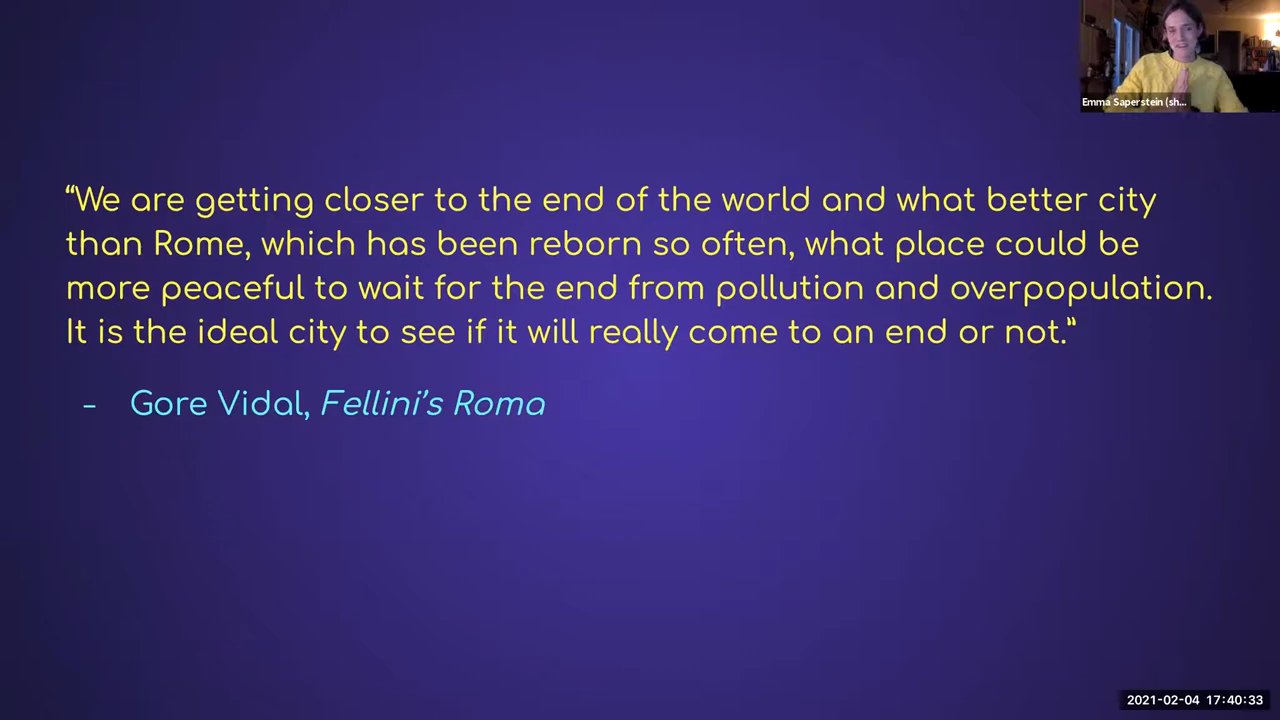 Emma Saperstein (sh...
“We are getting closer to the end of the world and what better city
than Rome, which has been reborn so often, what place could be
more peaceful to wait for the end from pollution and overpopulation.
It is the ideal city to see if it will really come to an end or not.”
- Gore Vidal, Fellini’s Roma
2021-02-04 17:40:33